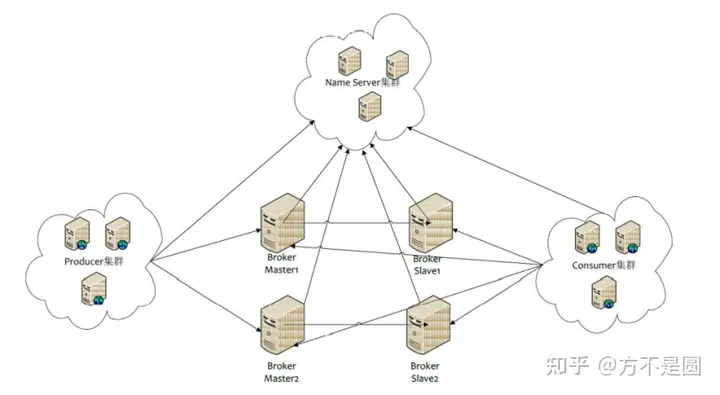 Name Server集群
Producer集群
Broker
Master1
Broker
Slave1
Consumer集群
Broker
Master2
Broker
Slave2
知乎 @方不是圆